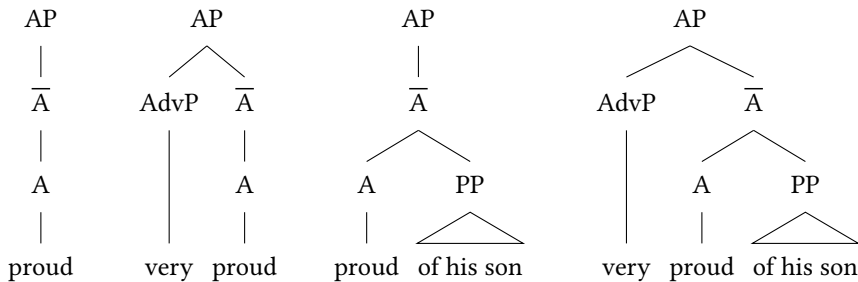 AP AP AP AP
A̅ AdvP A̅ A̅ AdvP A̅
A A A PP A PP
proud very proud proud of his son very proud of his son